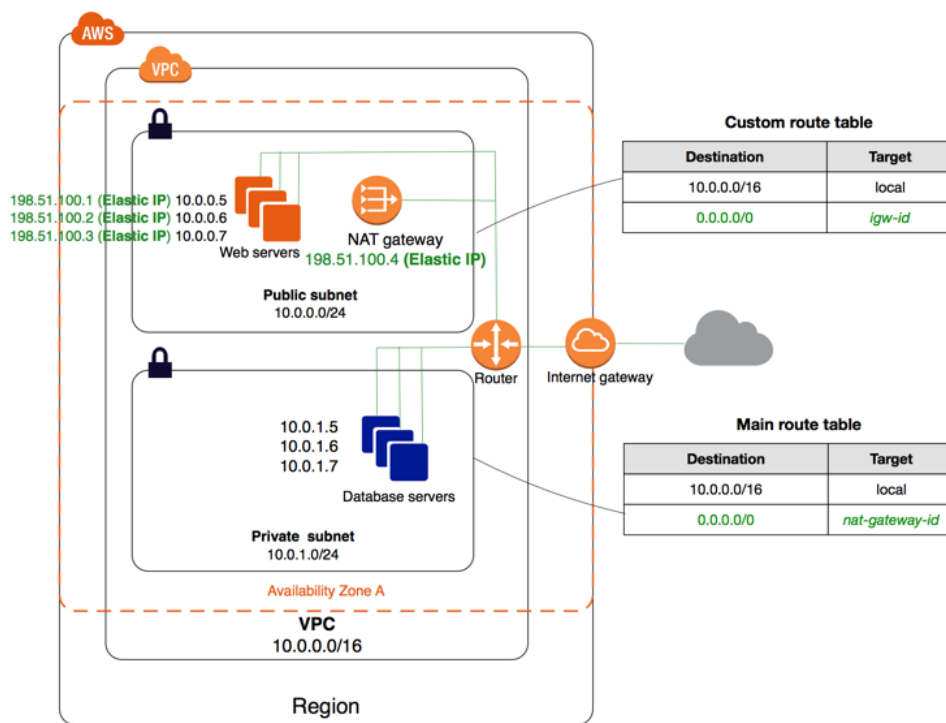 AWS
VPC
198.51.100.1 (Elastic IP) 10.0.0.5
198.51.100.2 (Elastic IP) 10.0.0.6
198.51.100.3 (Elastic IP) 10.0.0.7
Web servers
NAT gateway
198.51.100.4 (Elastic IP)
Public subnet
10.0.0.0/24
Custom route table
Destination Target
10.0.0.0/16 local
0.0.0.0/0 igw-id
Router
Internet gateway
10.0.1.5
10.0.1.6
10.0.1.7
Database servers
Private subnet
10.0.1.0/24
Main route table
Destination Target
10.0.0.0/16 local
0.0.0.0/0 nat-gateway-id
Availability Zone A
VPC
10.0.0.0/16
Region